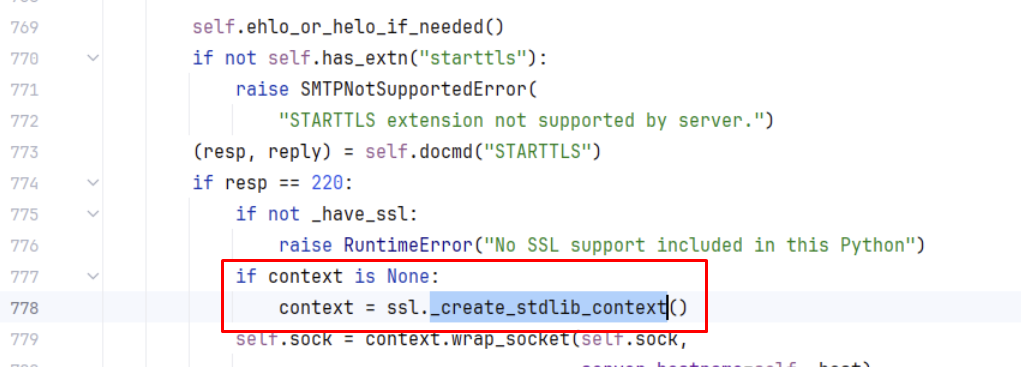 769 self.ehlo_or_helo_if_needed()
770 if not self.has_extn("starttls"):
771 raise SMTPNotSupportedError(
772 "STARTTLS extension not supported by server.")
773 (resp, reply) = self.docmd("STARTTLS")
774 if resp == 220:
775 if not _have_ssl:
776 raise RuntimeError("No SSL support included in this Python")
777 if context is None:
778 context = ssl._create_stdlib_context()
779 self.sock = context.wrap_socket(self.sock,